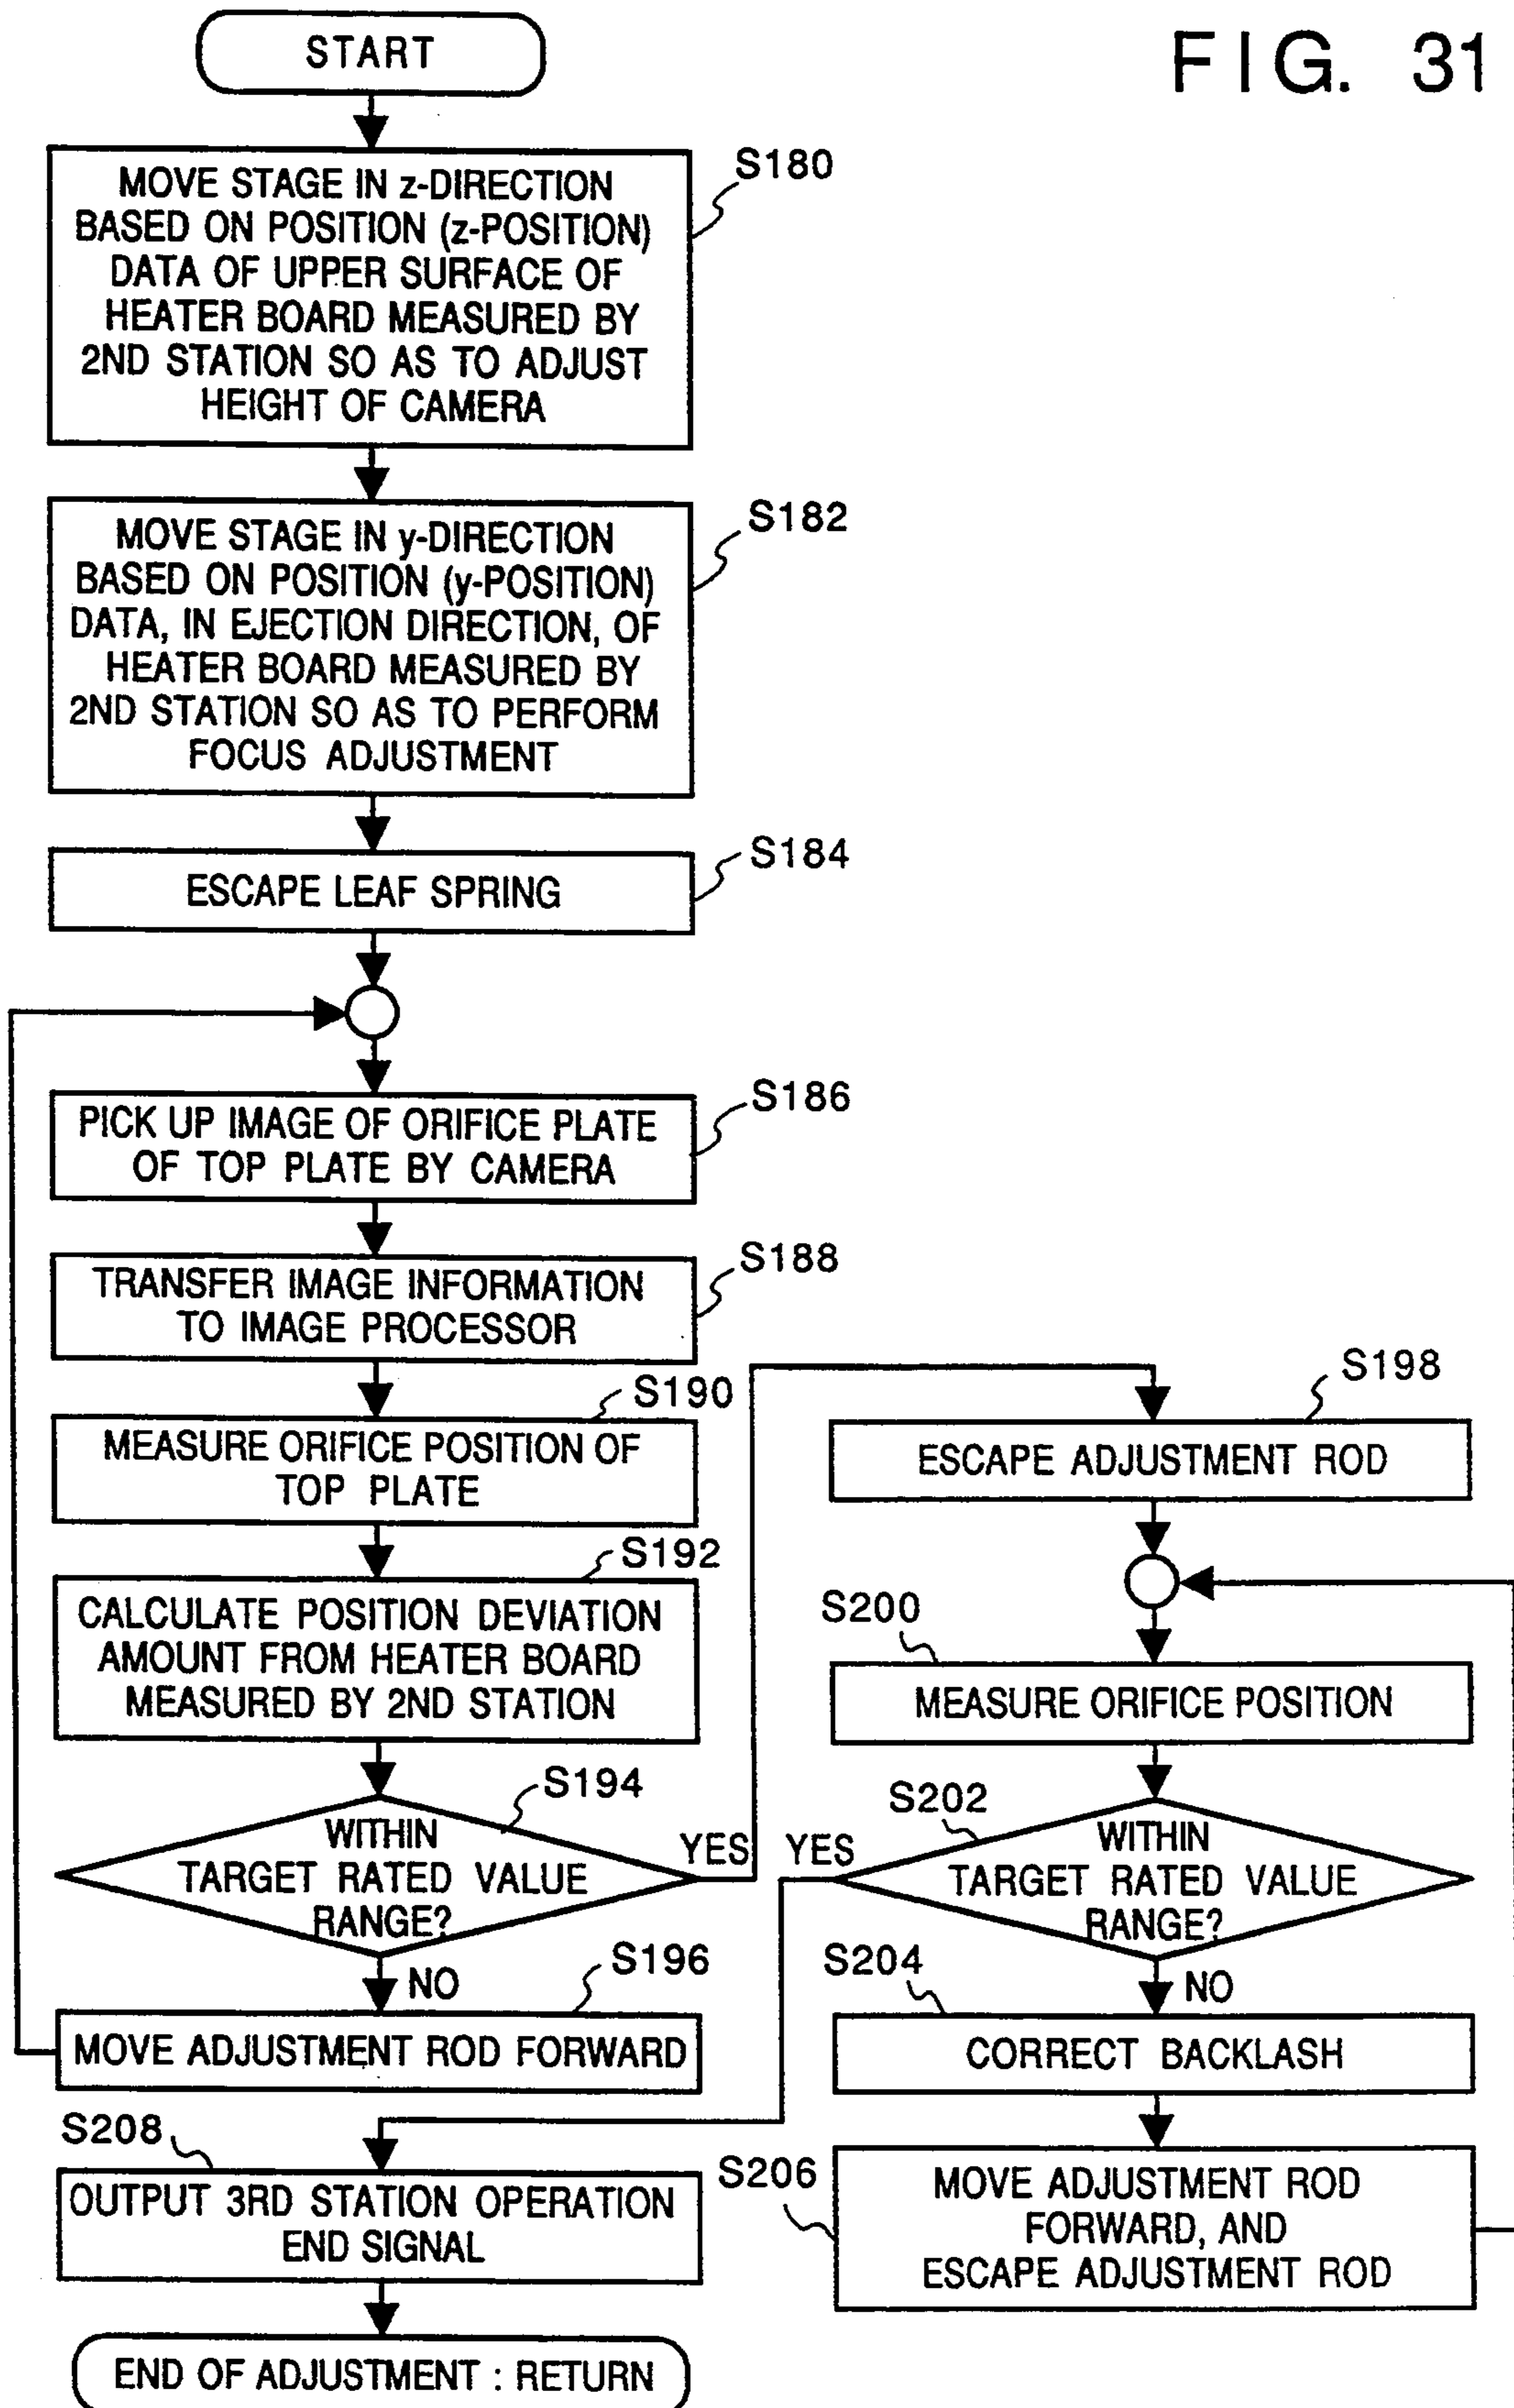 FIG. 31
START
S180
MOVE STAGE IN z-DIRECTION
BASED ON POSITION (z-POSITION)
DATA OF UPPER SURFACE OF
HEATER BOARD MEASURED BY
2ND STATION SO AS TO ADJUST
HEIGHT OF CAMERA
S182
MOVE STAGE IN y-DIRECTION
BASED ON POSITION (y-POSITION)
DATA, IN EJECTION DIRECTION, OF
HEATER BOARD MEASURED BY
2ND STATION SO AS TO PERFORM
FOCUS ADJUSTMENT
S184
ESCAPE LEAF SPRING
S186
PICK UP IMAGE OF ORIFICE PLATE
OF TOP PLATE BY CAMERA
S188
TRANSFER IMAGE INFORMATION
TO IMAGE PROCESSOR
S190
MEASURE ORIFICE POSITION OF
TOP PLATE
S192
CALCULATE POSITION DEVIATION
AMOUNT FROM HEATER BOARD
MEASURED BY 2ND STATION
S194
WITHIN
TARGET RATED VALUE
RANGE?
YES
NO
S196
MOVE ADJUSTMENT ROD FORWARD
S198
ESCAPE ADJUSTMENT ROD
S200
MEASURE ORIFICE POSITION
S202
WITHIN
TARGET RATED VALUE
RANGE?
YES
NO
S204
CORRECT BACKLASH
S206
MOVE ADJUSTMENT ROD
FORWARD, AND
ESCAPE ADJUSTMENT ROD
S208
OUTPUT 3RD STATION OPERATION
END SIGNAL
END OF ADJUSTMENT : RETURN